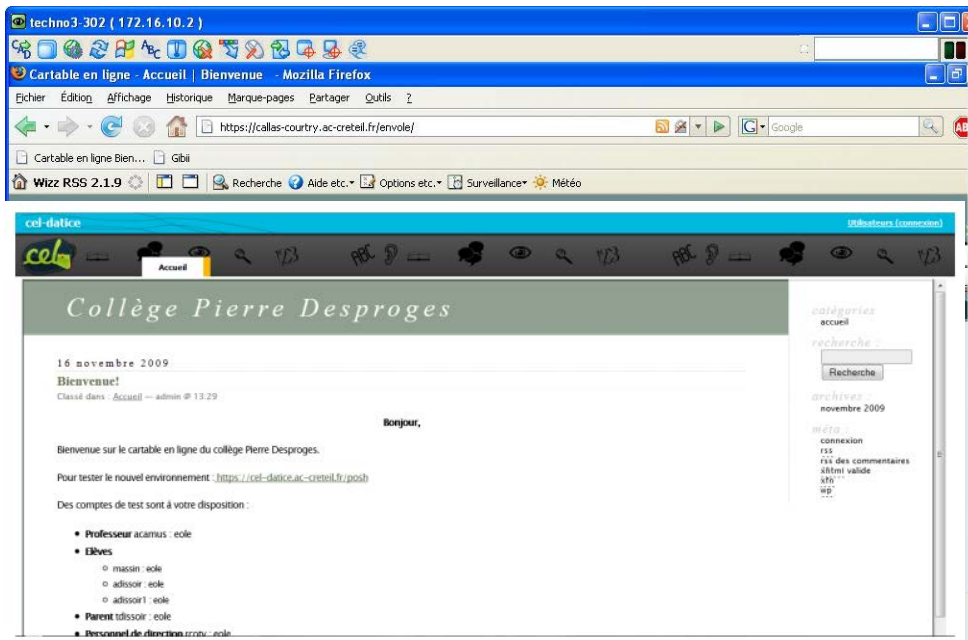 techno3-302 ( 172.16.10.2 )
Cartable en ligne - Accueil | Bienvenue - Mozilla Firefox
Fichier Édition Affichage Historique Marque-pages Partager Outils ?
https://callas-courtry.ac-creteil.fr/envole/ G Google ABP
Cartable en ligne Bien... Gibii
Wizz RSS 2.1.9 Recherche Aide etc. Options etc. Surveillance Météo
cel-datice Utilisateurs (connexion)
cel
Accueil
Collège Pierre Desproges
16 novembre 2009
Bienvenue!
Classé dans : Accueil — admin @ 13:29
Bonjour,
Bienvenue sur le cartable en ligne du collège Pierre Desproges.
Pour tester le nouvel environnement : https://cel-datice.ac-creteil.fr/posh
Des comptes de test sont à votre disposition :
Professeur acamus : eole
Elèves
massin : eole
adissoir : eole
adissoir1 : eole
Parent tdissoir : eole
Personnel de direction : eole
catégories
accueil
recherche :
Recherche
archives :
novembre 2009
méta :
connexion
rss
rss des commentaires
xhtml valide
xfn
wp